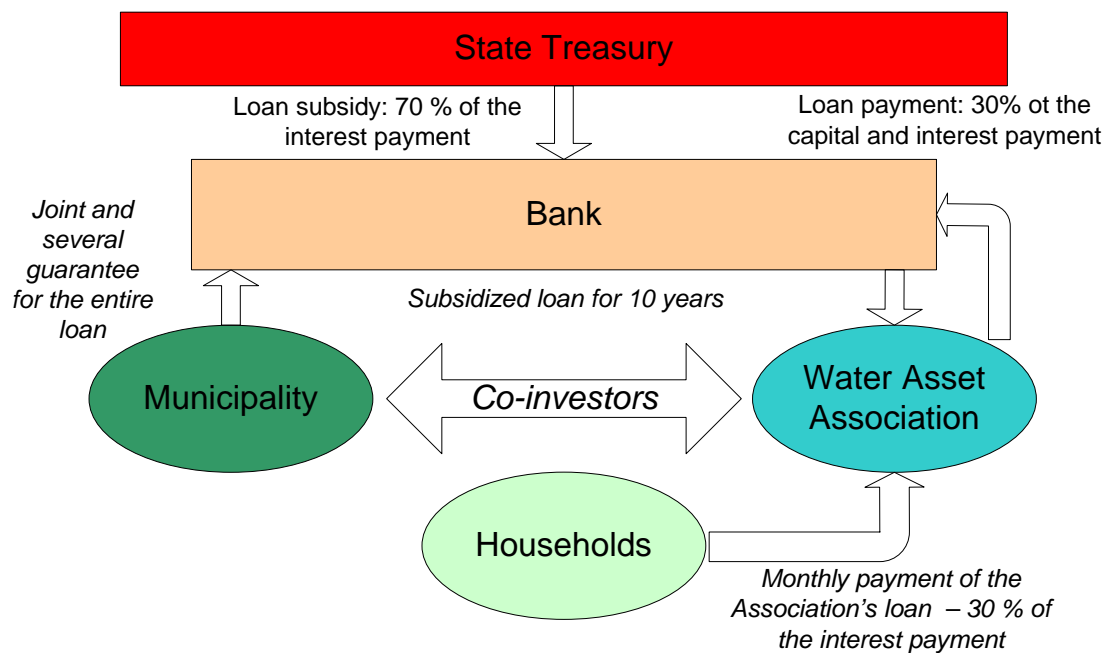 State Treasury
Loan subsidy: 70 % of the
interest payment
Loan payment: 30% ot the
capital and interest payment
Bank
Joint and
several
guarantee
for the entire
loan
Subsidized loan for 10 years
Municipality
Co-investors
Water Asset
Association
Households
Monthly payment of the
Association's loan – 30 % of
the interest payment